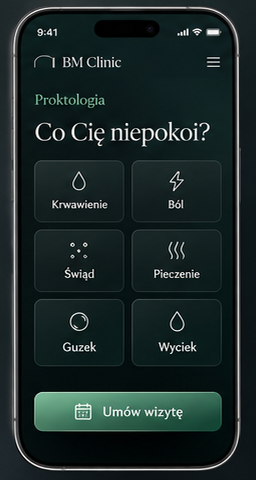 9:41
BM Clinic
Proktologia
Co Cię niepokoi?
Krwawienie
Ból
Świąd
Pieczenie
Guzek
Wyciek
Umów wizytę